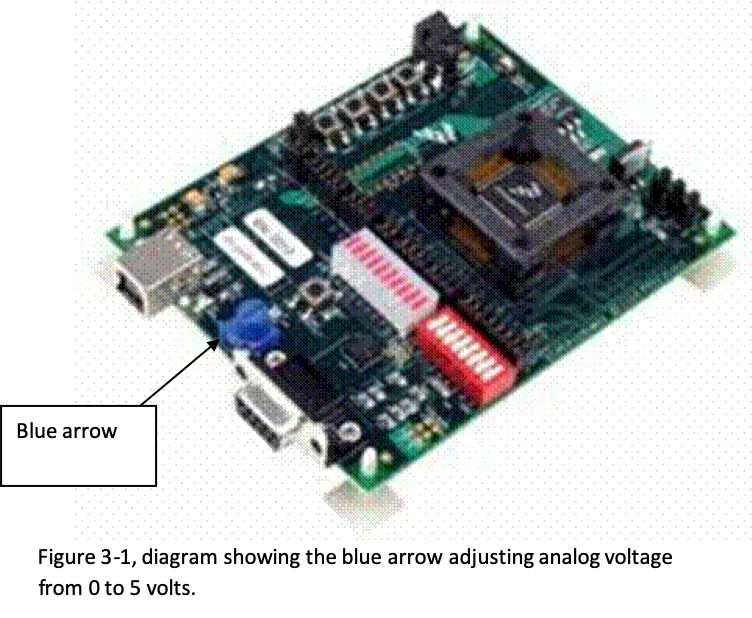 Blue arrow
Figure 3-1, diagram showing the blue arrow adjusting analog voltage
from 0 to 5 volts.